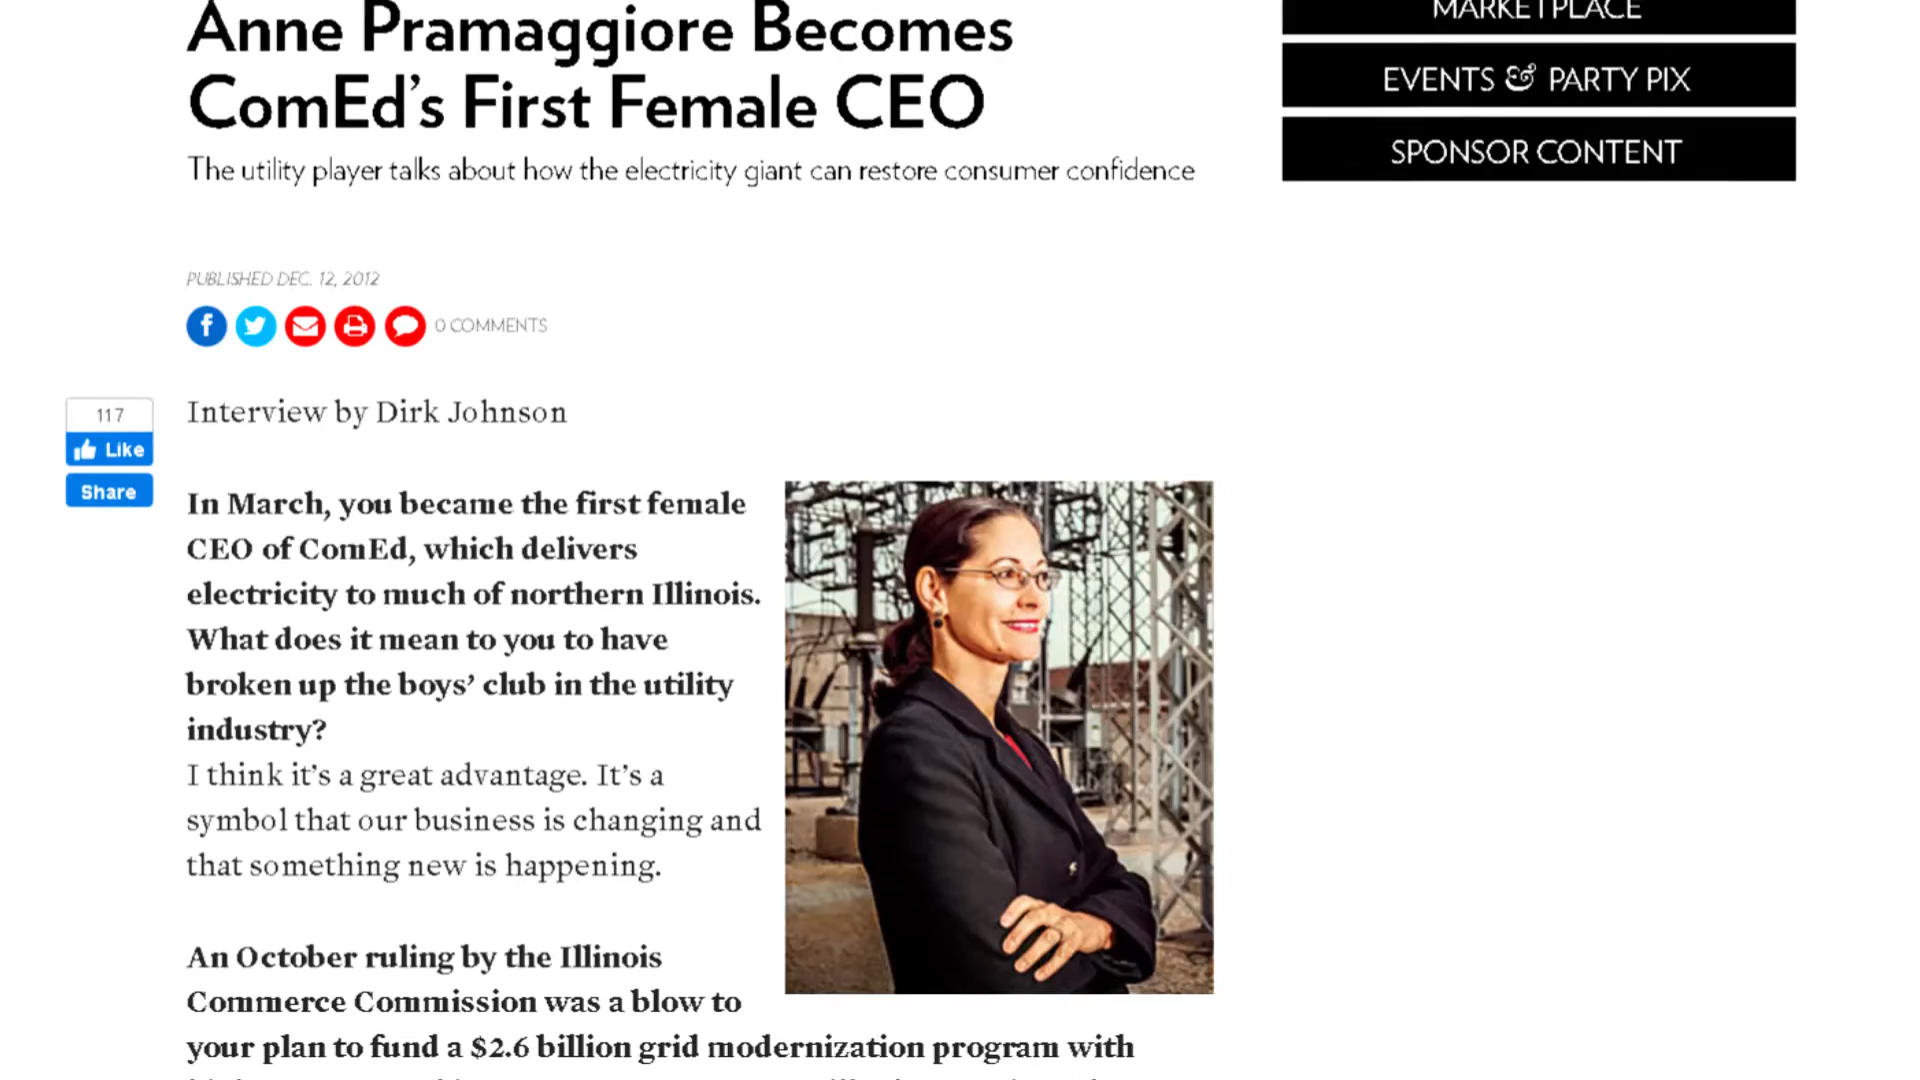 Anne Pramaggiore Becomes
ComEd's First Female CEO
The utility player talks about how the electricity giant can restore consumer confidence
MARKETPLACE
EVENTS & PARTY PIX
SPONSOR CONTENT
PUBLISHED DEC. 12, 2012
0 COMMENTS
117
Like
Share
Interview by Dirk Johnson
In March, you became the first female
CEO of ComEd, which delivers
electricity to much of northern Illinois.
What does it mean to you to have
broken up the boys' club in the utility
industry?
I think it's a great advantage. It's a
symbol that our business is changing and
that something new is happening.
An October ruling by the Illinois
Commerce Commission was a blow to
your plan to fund a $2.6 billion grid modernization program with